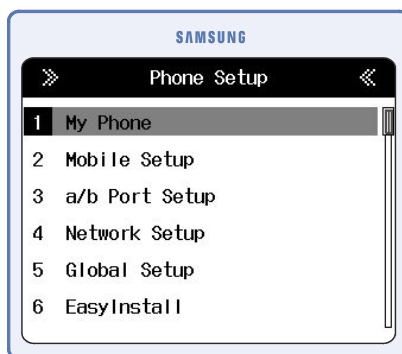 SAMSUNG
Phone Setup
1 My Phone
2 Mobile Setup
3 a/b Port Setup
4 Network Setup
5 Global Setup
6 EasyInstall